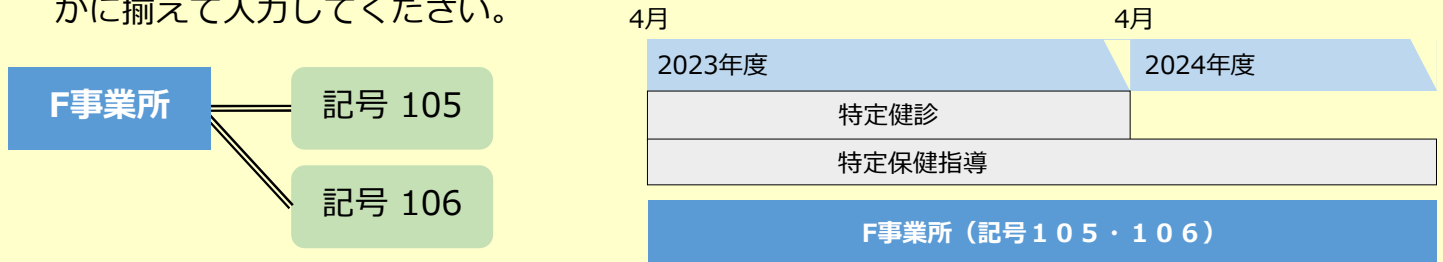 かに揃えて入力してください。
F事業所
記号 105
記号 106
4月
4月
2023年度
2024年度
特定健診
特定保健指導
F事業所（記号１０５・１０６）